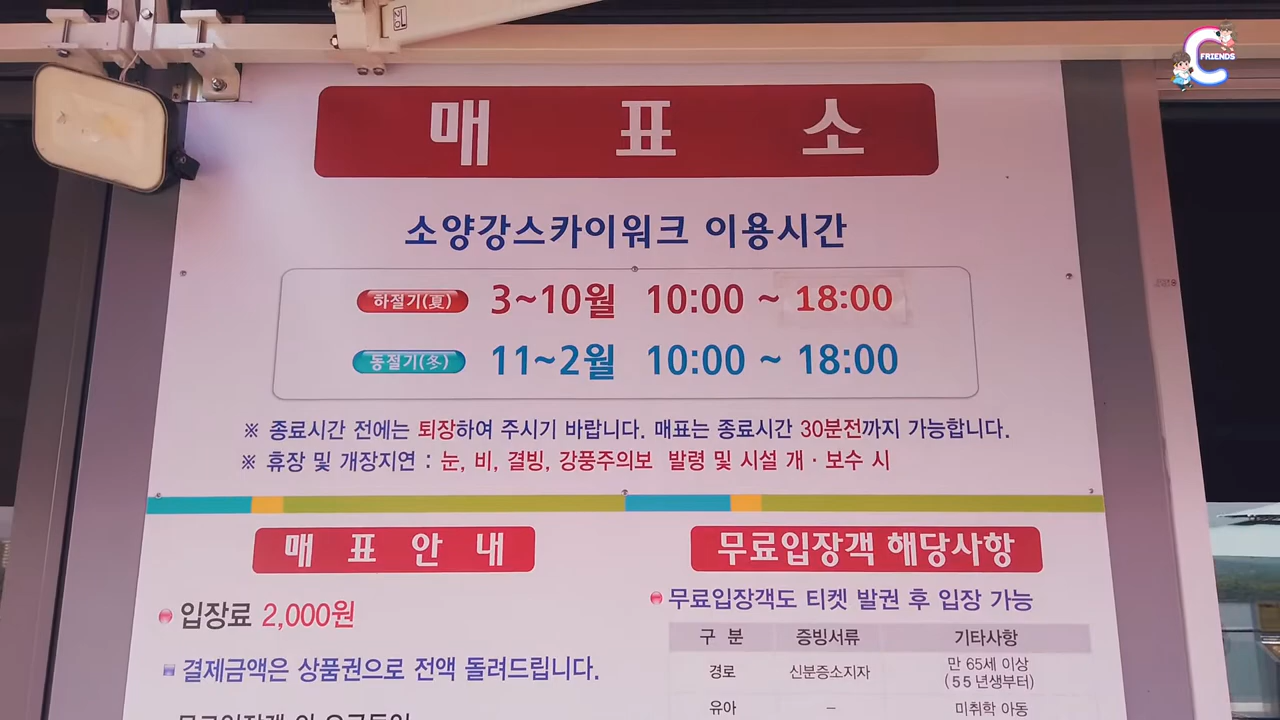 C FRIENDS
매 표 소
소양강스카이워크 이용시간
하절기(夏) 3~10월 10:00 ~ 18:00
동절기(冬) 11~2월 10:00 ~ 18:00
※ 종료시간 전에는 퇴장하여 주시기 바랍니다. 매표는 종료시간 30분전까지 가능합니다.
※ 휴장 및 개장지연 : 눈, 비, 결빙, 강풍주의보 발령 및 시설 개·보수 시
매 표 안 내
입장료 2,000원
결제금액은 상품권으로 전액 돌려드립니다.
무료입장객 해당사항
무료입장객도 티켓 발권 후 입장 가능
구 분 증빙서류 기타사항
경로 신분증소지자 만 65세 이상
(55년생부터)
유아 – 미취학 아동